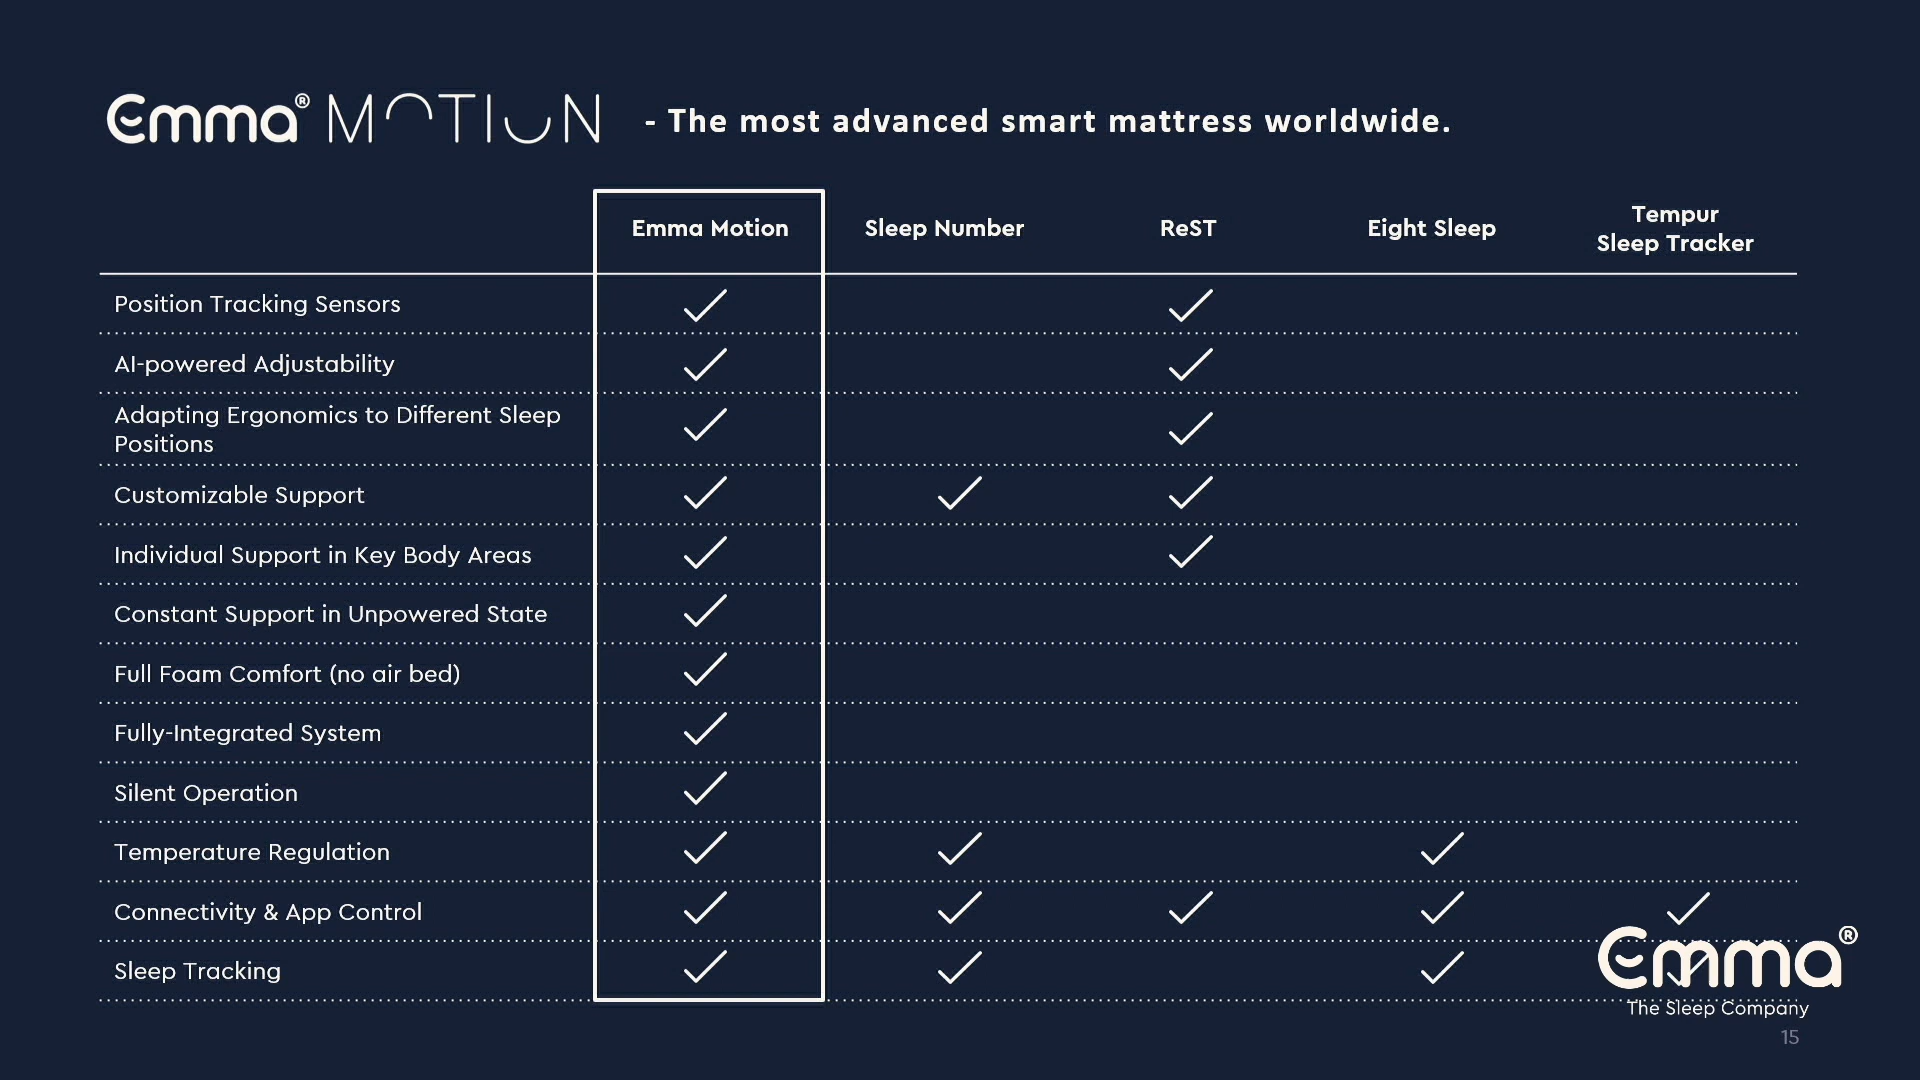 Emma® MOTION - The most advanced smart mattress worldwide.
Emma Motion Sleep Number ReST Eight Sleep Tempur
Sleep Tracker
Position Tracking Sensors
AI-powered Adjustability
Adapting Ergonomics to Different Sleep
Positions
Customizable Support
Individual Support in Key Body Areas
Constant Support in Unpowered State
Full Foam Comfort (no air bed)
Fully-Integrated System
Silent Operation
Temperature Regulation
Connectivity & App Control
Sleep Tracking
Emma®
The Sleep Company
15